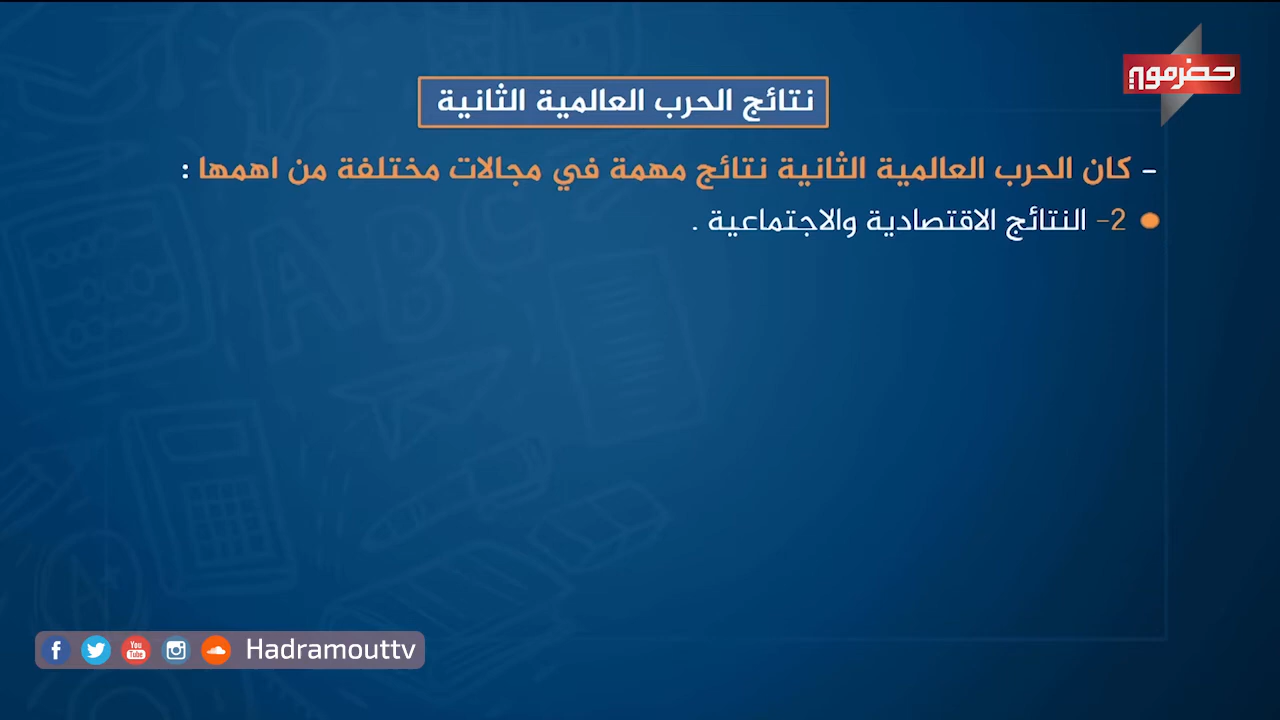 حضرموت
نتائج الحرب العالمية الثانية
- كان الحرب العالمية الثانية نتائج مهمة في مجالات مختلفة من اهمها :
2- النتائج الاقتصادية والاجتماعية .
Hadramouttv